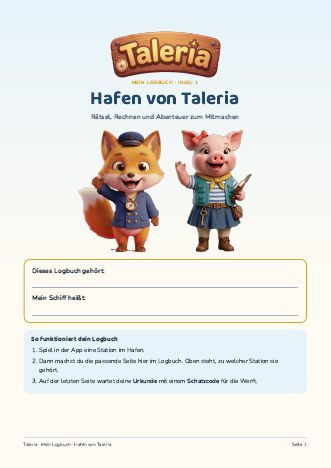 Taleria
MEIN LOGBUCH · INSEL 1
Hafen von Taleria
Rätsel, Rechnen und Abenteuer zum Mitmachen
Dieses Logbuch gehört:
Mein Schiff heißt:
So funktioniert dein Logbuch
1. Spiel in der App eine Station im Hafen.
2. Dann machst du die passende Seite hier im Logbuch. Oben steht, zu welcher Station sie
gehört.
3. Auf der letzten Seite wartet deine Urkunde mit einem Schatzcode für die Werft.
Taleria · Mein Logbuch · Hafen von Taleria
Seite 1